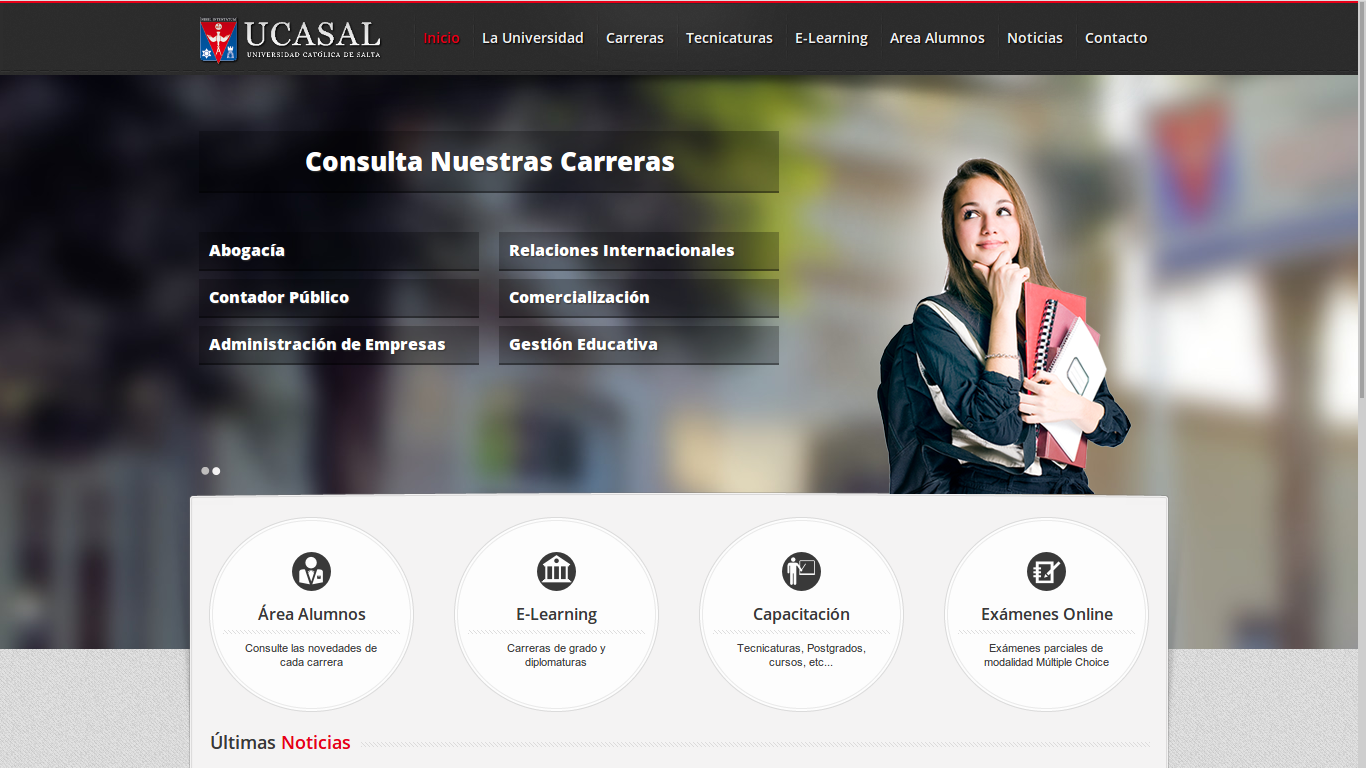 UCASAL
UNIVERSIDAD CATÓLICA DE SALTA
Inicio
La Universidad
Carreras
Tecnicaturas
E-Learning
Area Alumnos
Noticias
Contacto
Consulta Nuestras Carreras
Abogacía
Relaciones Internacionales
Contador Público
Comercialización
Administración de Empresas
Gestión Educativa
Área Alumnos
Consulte las novedades de
cada carrera
E-Learning
Carreras de grado y
diplomaturas
Capacitación
Tecnicaturas, Postgrados,
cursos, etc...
Exámenes Online
Exámenes parciales de
modalidad Múltiple Choice
Últimas Noticias